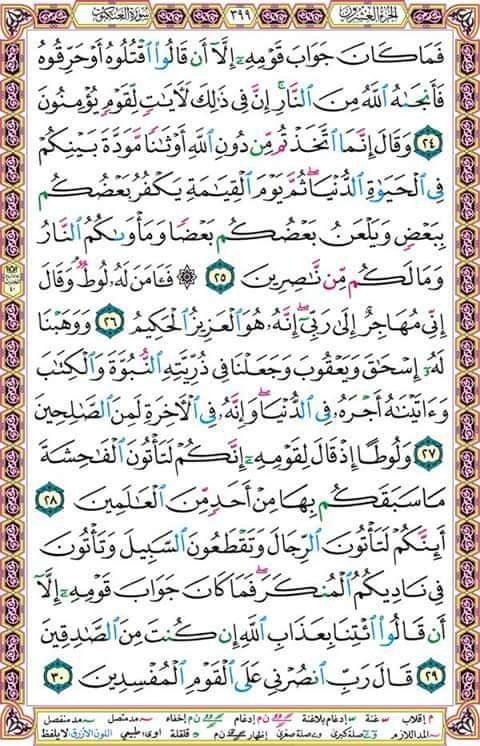 الجزء العشرون ٣٩٩ سورة العنكبوت
فَمَا كَانَ جَوَابَ قَوْمِهِۦٓ إِلَّآ أَن قَالُوا۟ ٱقْتُلُوهُ أَوْ حَرِّقُوهُ
فَأَنجَىٰهُ ٱللَّهُ مِنَ ٱلنَّارِ ۚ إِنَّ فِى ذَٰلِكَ لَـَٔايَـٰتٍ لِّقَوْمٍ يُؤْمِنُونَ
٢٤ وَقَالَ إِنَّمَا ٱتَّخَذْتُم مِّن دُونِ ٱللَّهِ أَوْثَـٰنًا مَّوَدَّةَ بَيْنِكُمْ
فِى ٱلْحَيَوٰةِ ٱلدُّنْيَا ۖ ثُمَّ يَوْمَ ٱلْقِيَـٰمَةِ يَكْفُرُ بَعْضُكُم
بِبَعْضٍ وَيَلْعَنُ بَعْضُكُم بَعْضًا وَمَأْوَىٰكُمُ ٱلنَّارُ
وَمَا لَكُم مِّن نَّـٰصِرِينَ ٢٥ ۞ فَـَٔامَنَ لَهُۥ لُوطٌ ۘ وَقَالَ
إِنِّى مُهَاجِرٌ إِلَىٰ رَبِّىٓ ۖ إِنَّهُۥ هُوَ ٱلْعَزِيزُ ٱلْحَكِيمُ ٢٦ وَوَهَبْنَا
لَهُۥٓ إِسْحَـٰقَ وَيَعْقُوبَ وَجَعَلْنَا فِى ذُرِّيَّتِهِ ٱلنُّبُوَّةَ وَٱلْكِتَـٰبَ
وَءَاتَيْنَـٰهُ أَجْرَهُۥ فِى ٱلدُّنْيَا ۖ وَإِنَّهُۥ فِى ٱلْـَٔاخِرَةِ لَمِنَ ٱلصَّـٰلِحِينَ
٢٧ وَلُوطًا إِذْ قَالَ لِقَوْمِهِۦٓ إِنَّكُمْ لَتَأْتُونَ ٱلْفَـٰحِشَةَ
مَا سَبَقَكُم بِهَا مِنْ أَحَدٍ مِّنَ ٱلْعَـٰلَمِينَ ٢٨
أَئِنَّكُمْ لَتَأْتُونَ ٱلرِّجَالَ وَتَقْطَعُونَ ٱلسَّبِيلَ وَتَأْتُونَ
فِى نَادِيكُمُ ٱلْمُنكَرَ ۖ فَمَا كَانَ جَوَابَ قَوْمِهِۦٓ إِلَّآ
أَن قَالُوا۟ ٱئْتِنَا بِعَذَابِ ٱللَّهِ إِن كُنتَ مِنَ ٱلصَّـٰدِقِينَ
٢٩ قَالَ رَبِّ ٱنصُرْنِى عَلَى ٱلْقَوْمِ ٱلْمُفْسِدِينَ ٣٠
م إقلاب س غنة س إدغام بلا غنة ن م إدغام ن م إخفاء مد متصل مد منفصل
المد اللازم صلة كبرى صلة صغرى إظهار ن م قلقلة اوى: طبيعي اللون الأزرق لا يلفظ